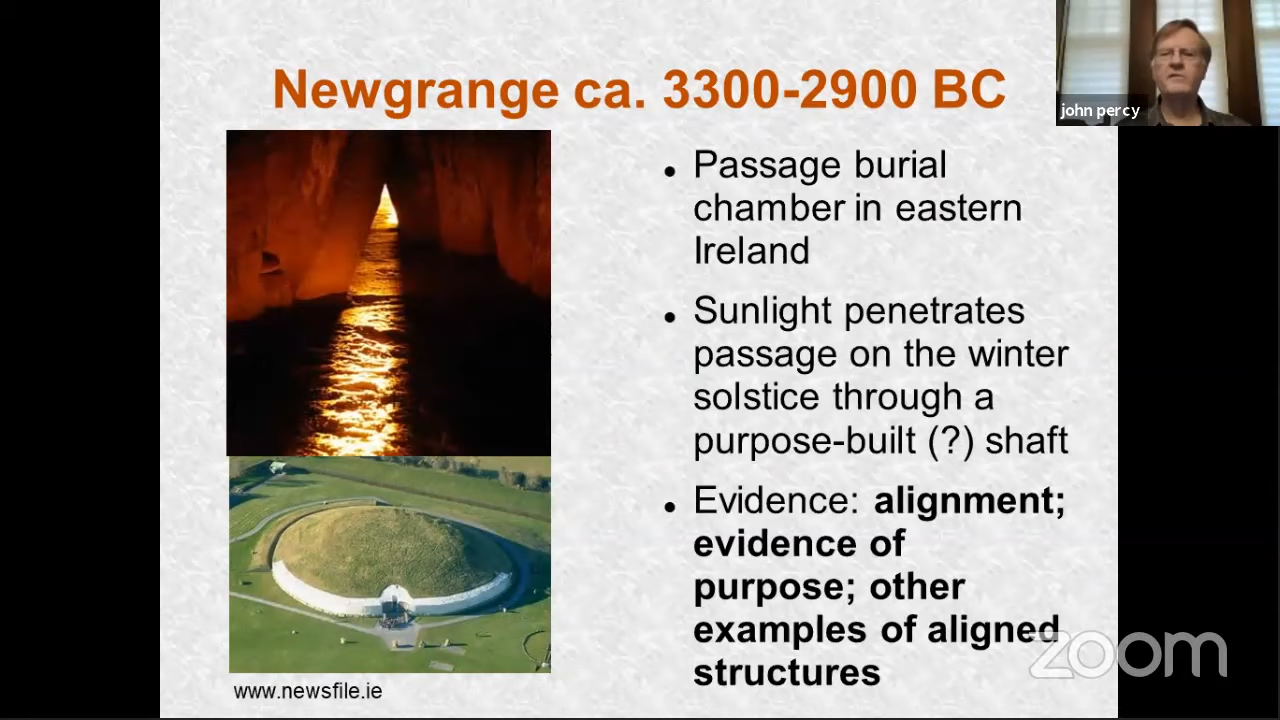 Newgrange ca. 3300-2900 BC
john percy
• Passage burial
chamber in eastern
Ireland
• Sunlight penetrates
passage on the winter
solstice through a
purpose-built (?) shaft
• Evidence: alignment;
evidence of
purpose; other
examples of aligned
structures
zoom
www.newsfile.ie